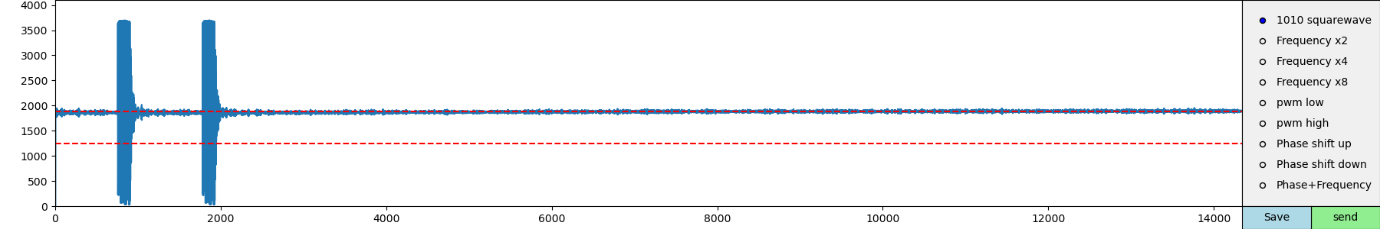 4000
3500
3000
2500
2000
1500
1000
500
0
0 2000 4000 6000 8000 10000 12000 14000
1010 squarewave
Frequency x2
Frequency x4
Frequency x8
pwm low
pwm high
Phase shift up
Phase shift down
Phase+Frequency
Save send